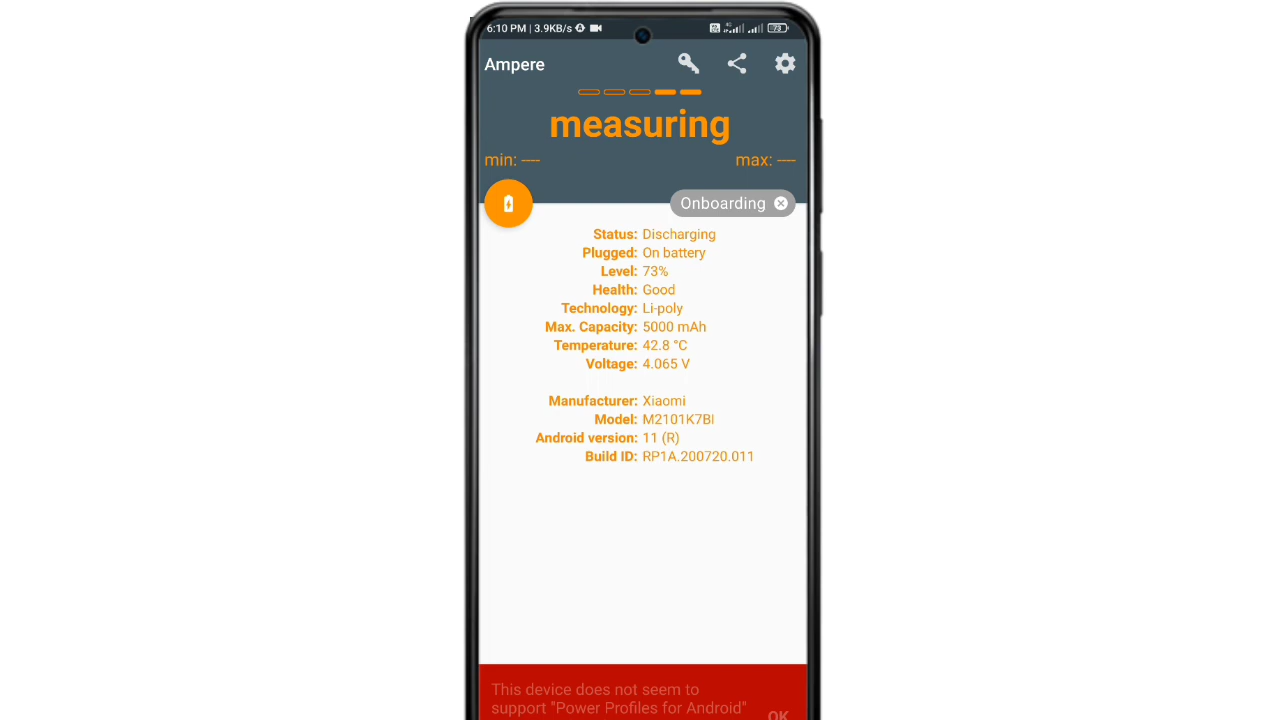 6:10 PM | 3.9KB/s
73
Ampere
measuring
min: ----
max: ----
Onboarding
Status: Discharging
Plugged: On battery
Level: 73%
Health: Good
Technology: Li-poly
Max. Capacity: 5000 mAh
Temperature: 42.8 °C
Voltage: 4.065 V
Manufacturer: Xiaomi
Model: M2101K7BI
Android version: 11 (R)
Build ID: RP1A.200720.011
This device does not seem to
support "Power Profiles for Android"
OK